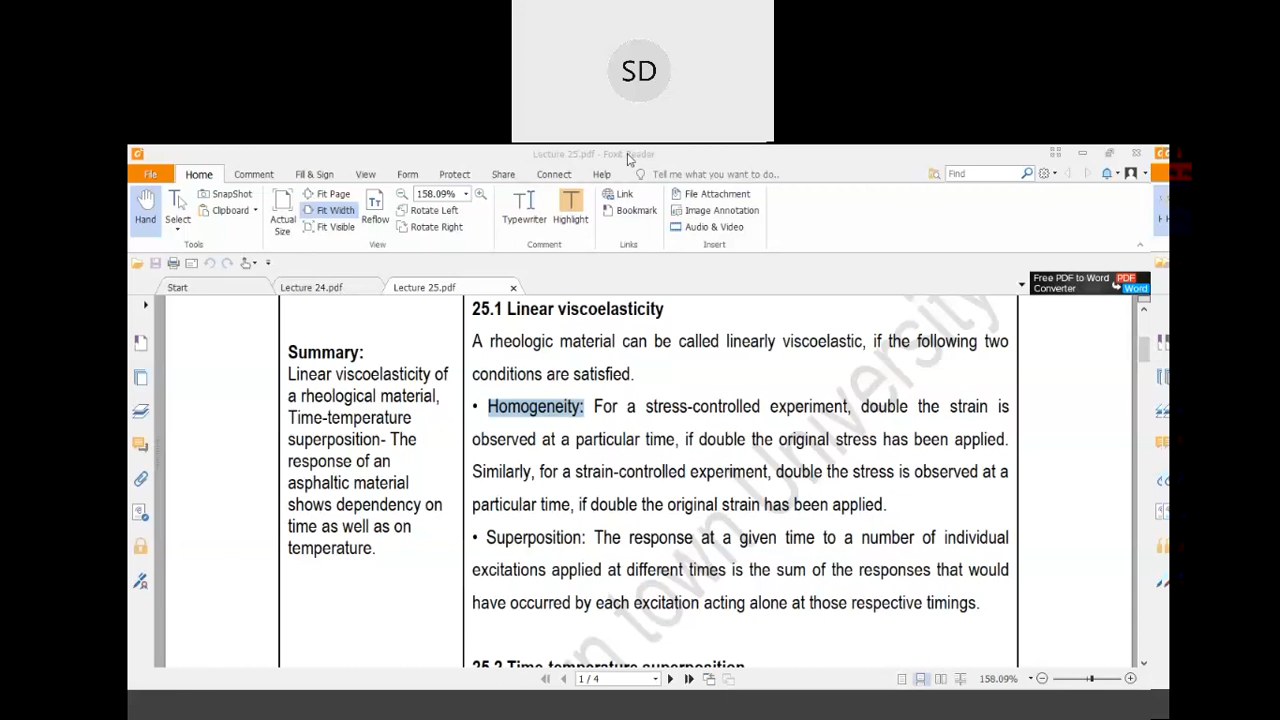 SD
Lecture 25.pdf - Foxit Reader
File Home Comment Fill & Sign View Form Protect Share Connect Help Tell me what you want to do.. Find
SnapShot Fit Page 158.09% Link File Attachment
Clipboard Fit Width Rotate Left Bookmark Image Annotation
Hand Select Actual Size Reflow Fit Visible Rotate Right Typewriter Highlight Audio & Video
Tools View Comment Links Insert
Free PDF to Word Converter PDF Word
Start Lecture 24.pdf Lecture 25.pdf
25.1 Linear viscoelasticity
A rheologic material can be called linearly viscoelastic, if the following two
conditions are satisfied.
• Homogeneity: For a stress-controlled experiment, double the strain is
observed at a particular time, if double the original stress has been applied.
Similarly, for a strain-controlled experiment, double the stress is observed at a
particular time, if double the original strain has been applied.
• Superposition: The response at a given time to a number of individual
excitations applied at different times is the sum of the responses that would
have occurred by each excitation acting alone at those respective timings.
25.2 Time-temperature superposition
Summary:
Linear viscoelasticity of
a rheological material,
Time-temperature
superposition- The
response of an
asphaltic material
shows dependency on
time as well as on
temperature.
town University
1 / 4
158.09%